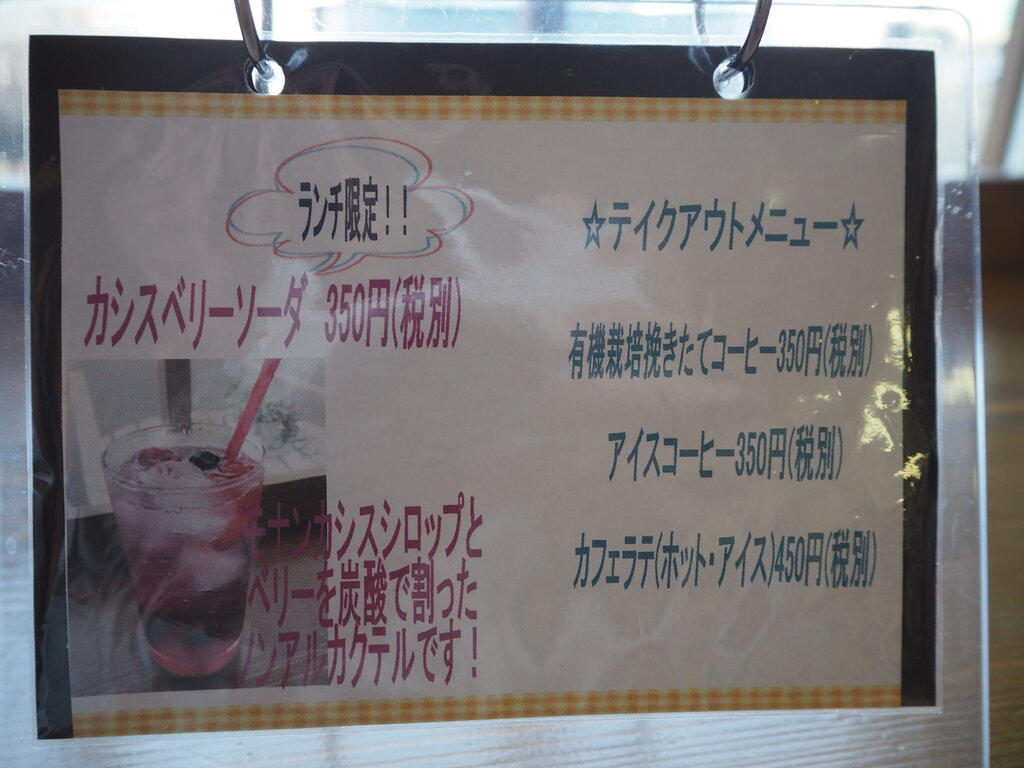 ランチ限定!!
カシスベリーソーダ 350円(税別)
モナンカシスシロップと
ベリーを炭酸で割った
ノンアルカクテルです!
☆テイクアウトメニュー☆
有機栽培挽きたてコーヒー350円(税別)
アイスコーヒー350円(税別)
カフェラテ(ホット・アイス)450円(税別)